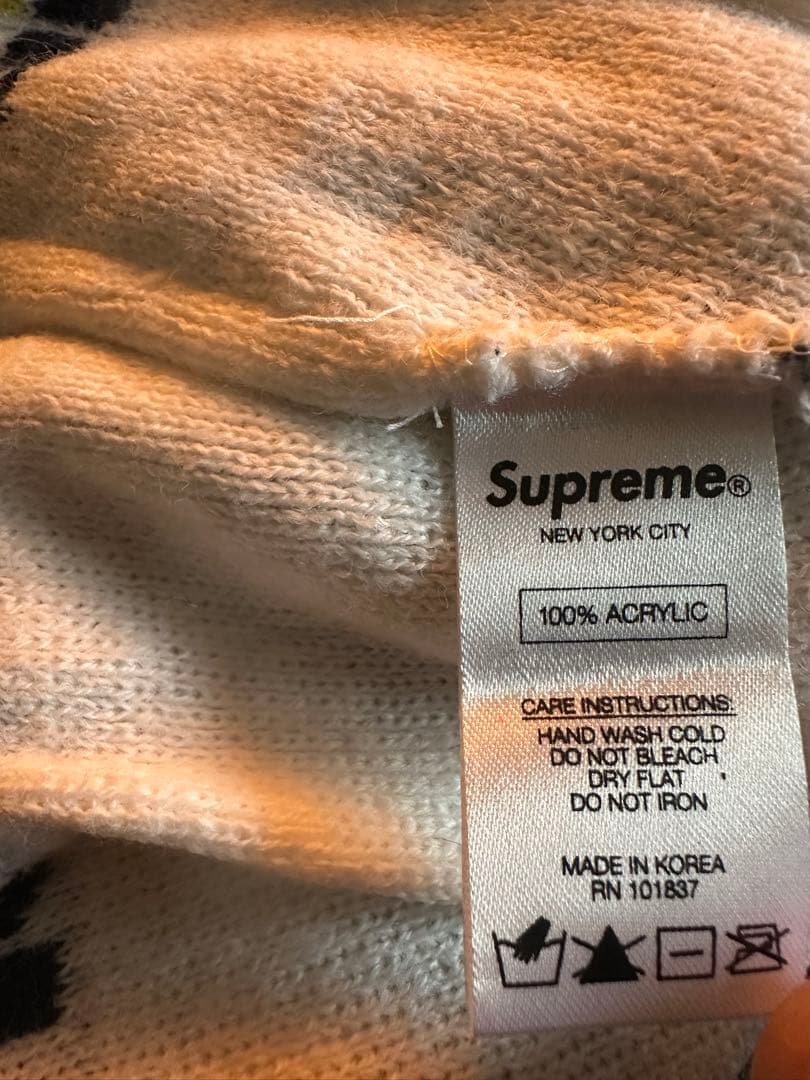 Supreme®
NEW YORK CITY
100% ACRYLIC
CARE INSTRUCTIONS:
HAND WASH COLD
DO NOT BLEACH
DRY FLAT
DO NOT IRON
MADE IN KOREA
RN 101837